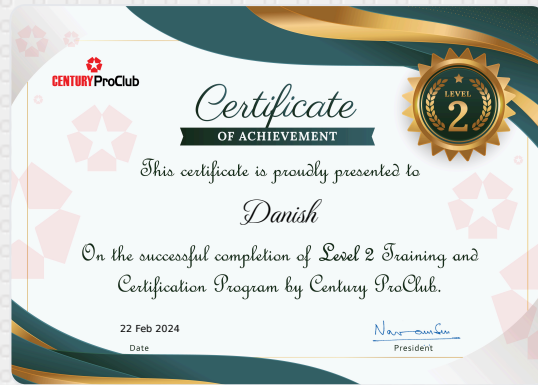 CENTURY ProClub
LEVEL
2
Certificate
OF ACHIEVEMENT
This certificate is proudly presented to
Danish
On the successful completion of Level 2 Training and
Certification Program by Century ProClub.
22 Feb 2024
Date
President